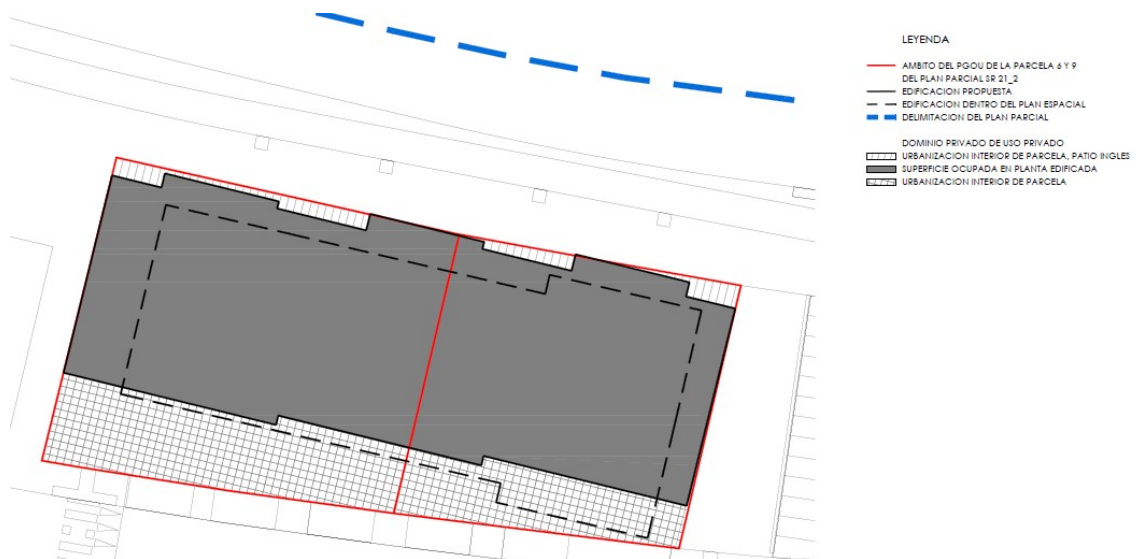 LEYENDA
AMBITO DEL PGOU DE LA PARCELA 6 Y 9
DEL PLAN PARCIAL SR 21_2
EDIFICACION PROPUESTA
EDIFICACION DENTRO DEL PLAN ESPACIAL
DELIMITACION DEL PLAN PARCIAL
DOMINIO PRIVADO DE USO PRIVADO
URBANIZACION INTERIOR DE PARCELA, PATIO INGLES
SUPERFICIE OCUPADA EN PLANTA EDIFICADA
URBANIZACION INTERIOR DE PARCELA